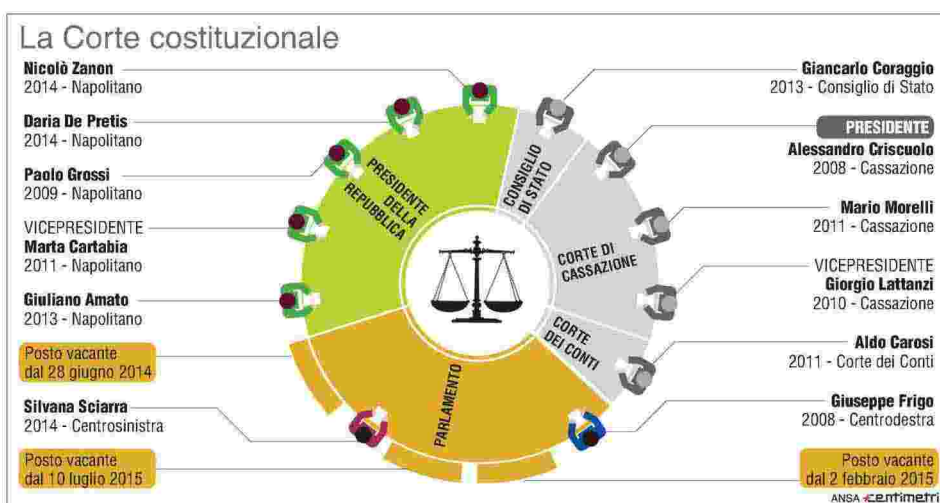 La Corte costituzionale
Nicolò Zanon
2014 - Napolitano
Daria De Pretis
2014 - Napolitano
Paolo Grossi
2009 - Napolitano
VICEPRESIDENTE
Marta Cartabia
2011 - Napolitano
Giuliano Amato
2013 - Napolitano
Posto vacante
dal 28 giugno 2014
Silvana Sciarra
2014 - Centrosinistra
Posto vacante
dal 10 luglio 2015
PRESIDENTE
DELLA
REPUBBLICA
CONSIGLIO
DI STATO
CORTE DI
CASSAZIONE
CORTE
DEI CONTI
PARLAMENTO
Giancarlo Coraggio
2013 - Consiglio di Stato
PRESIDENTE
Alessandro Criscuolo
2008 - Cassazione
Mario Morelli
2011 - Cassazione
VICEPRESIDENTE
Giorgio Lattanzi
2010 - Cassazione
Aldo Carosi
2011 - Corte dei Conti
Giuseppe Frigo
2008 - Centrodestra
Posto vacante
dal 2 febbraio 2015
ANSA centimetri